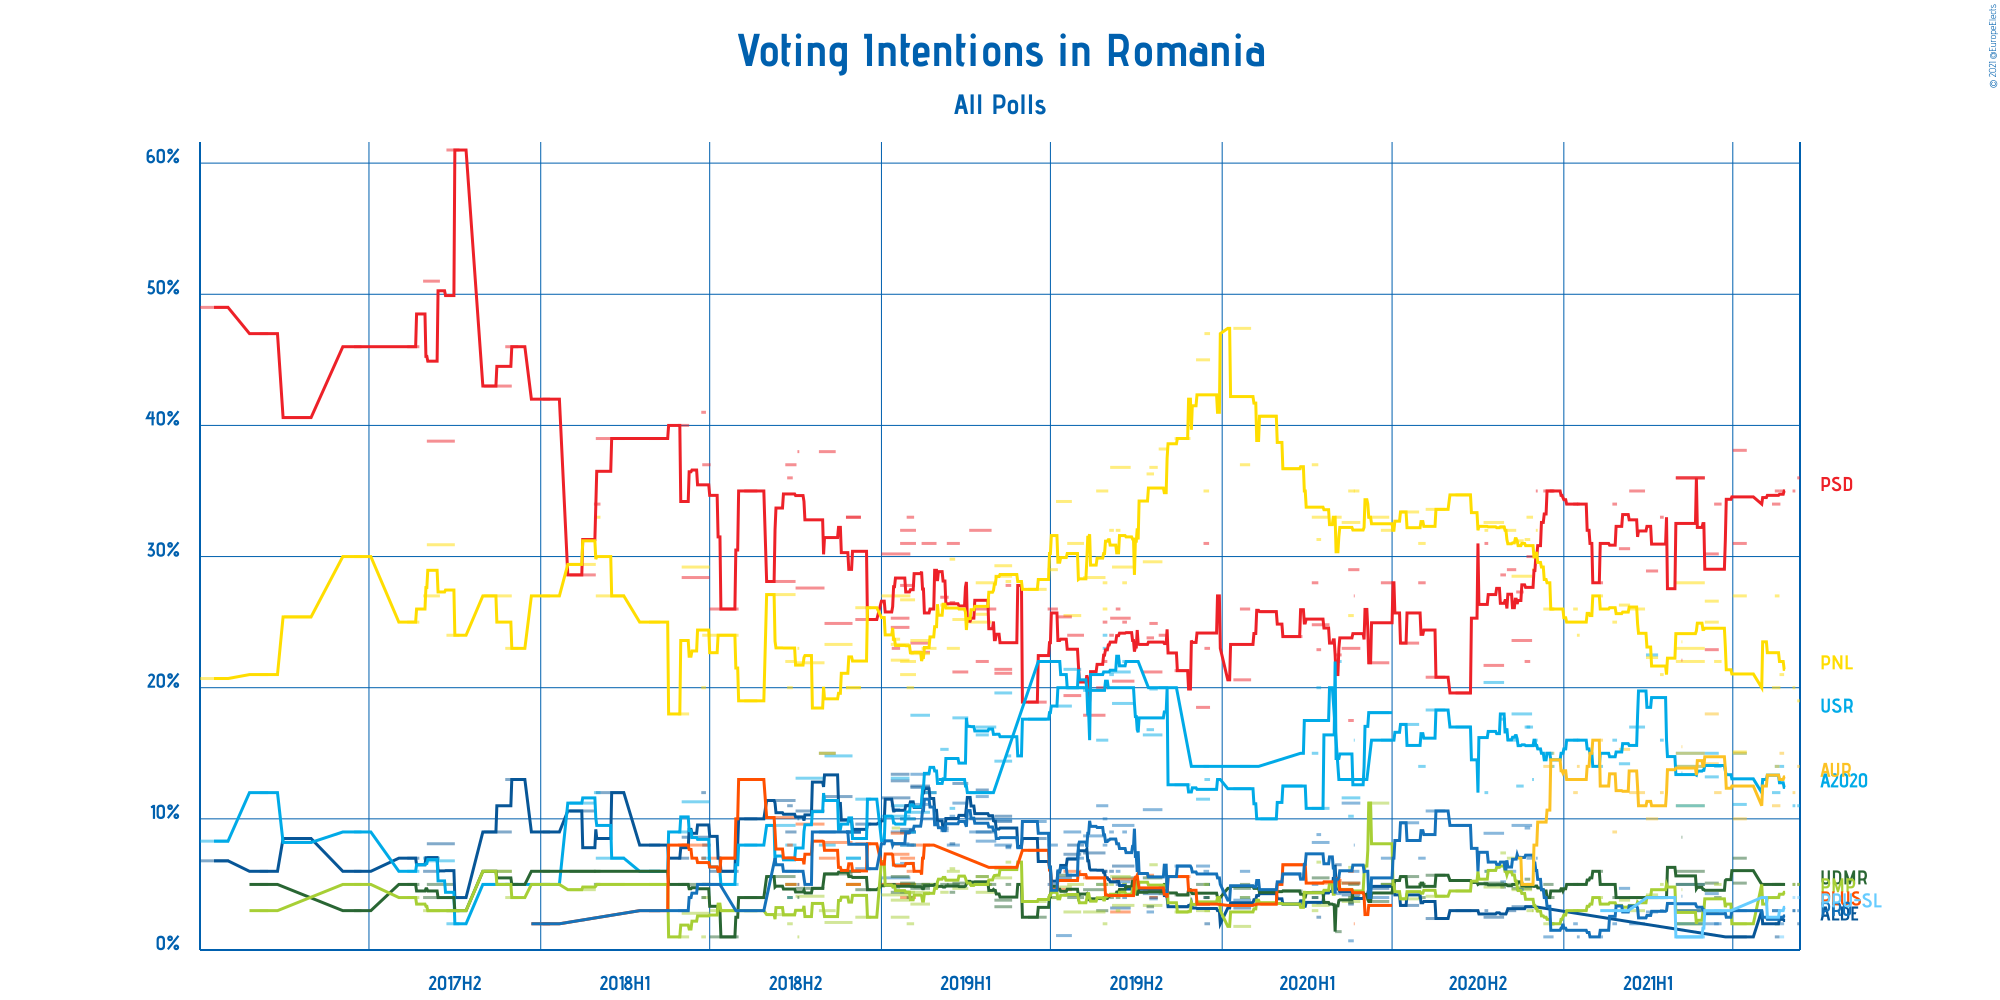 Voting Intentions in Romania
All Polls
© 2021 @EuropeElects
60%
50%
40%
30%
20%
10%
0%
PSD
PNL
USR
AUR
A2020
UDMR
PMP
ALDE
2017H2
2018H1
2018H2
2019H1
2019H2
2020H1
2020H2
2021H1